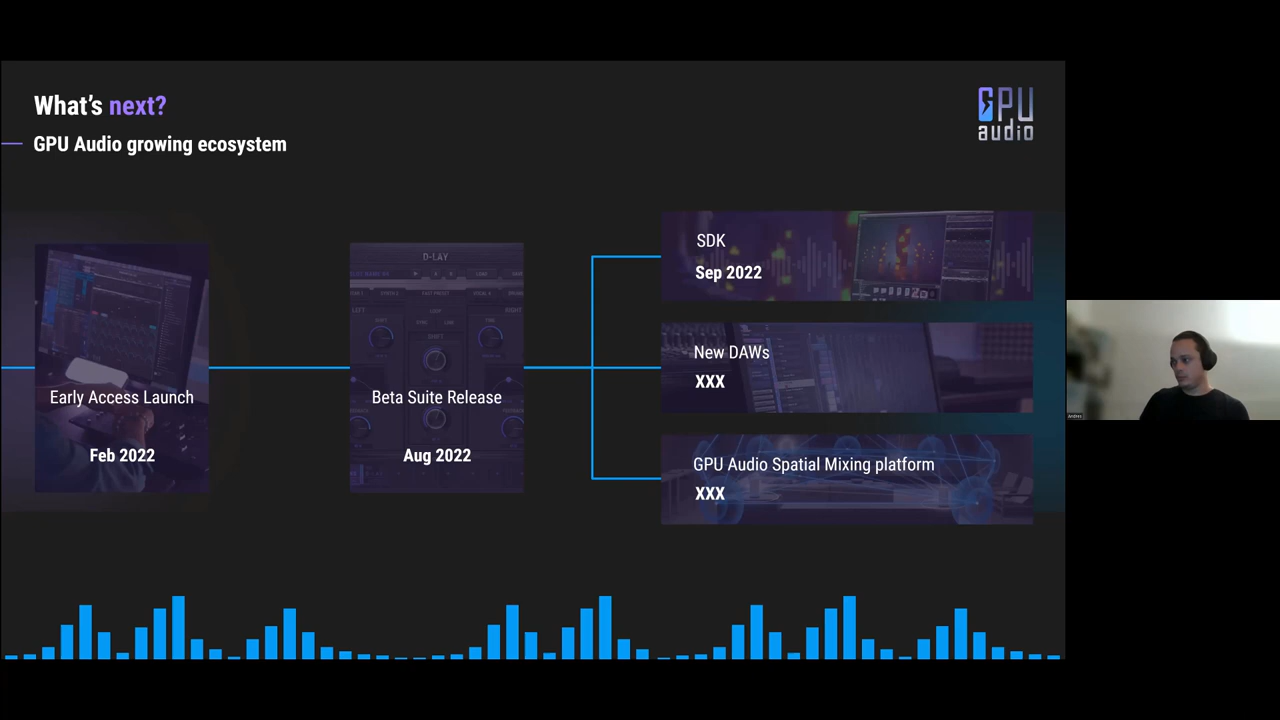 What's next?
GPU Audio growing ecosystem
GPU
audio
Early Access Launch
Feb 2022
D-LAY
SHIFT
Beta Suite Release
Aug 2022
SDK
Sep 2022
New DAWs
XXX
GPU Audio Spatial Mixing platform
XXX